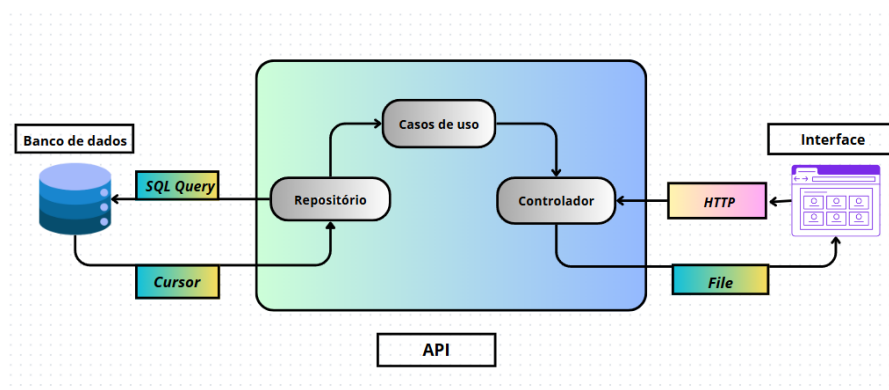 Casos de uso
Banco de dados
Interface
SQL Query
Repositório
Controlador
HTTP
Cursor
File
API